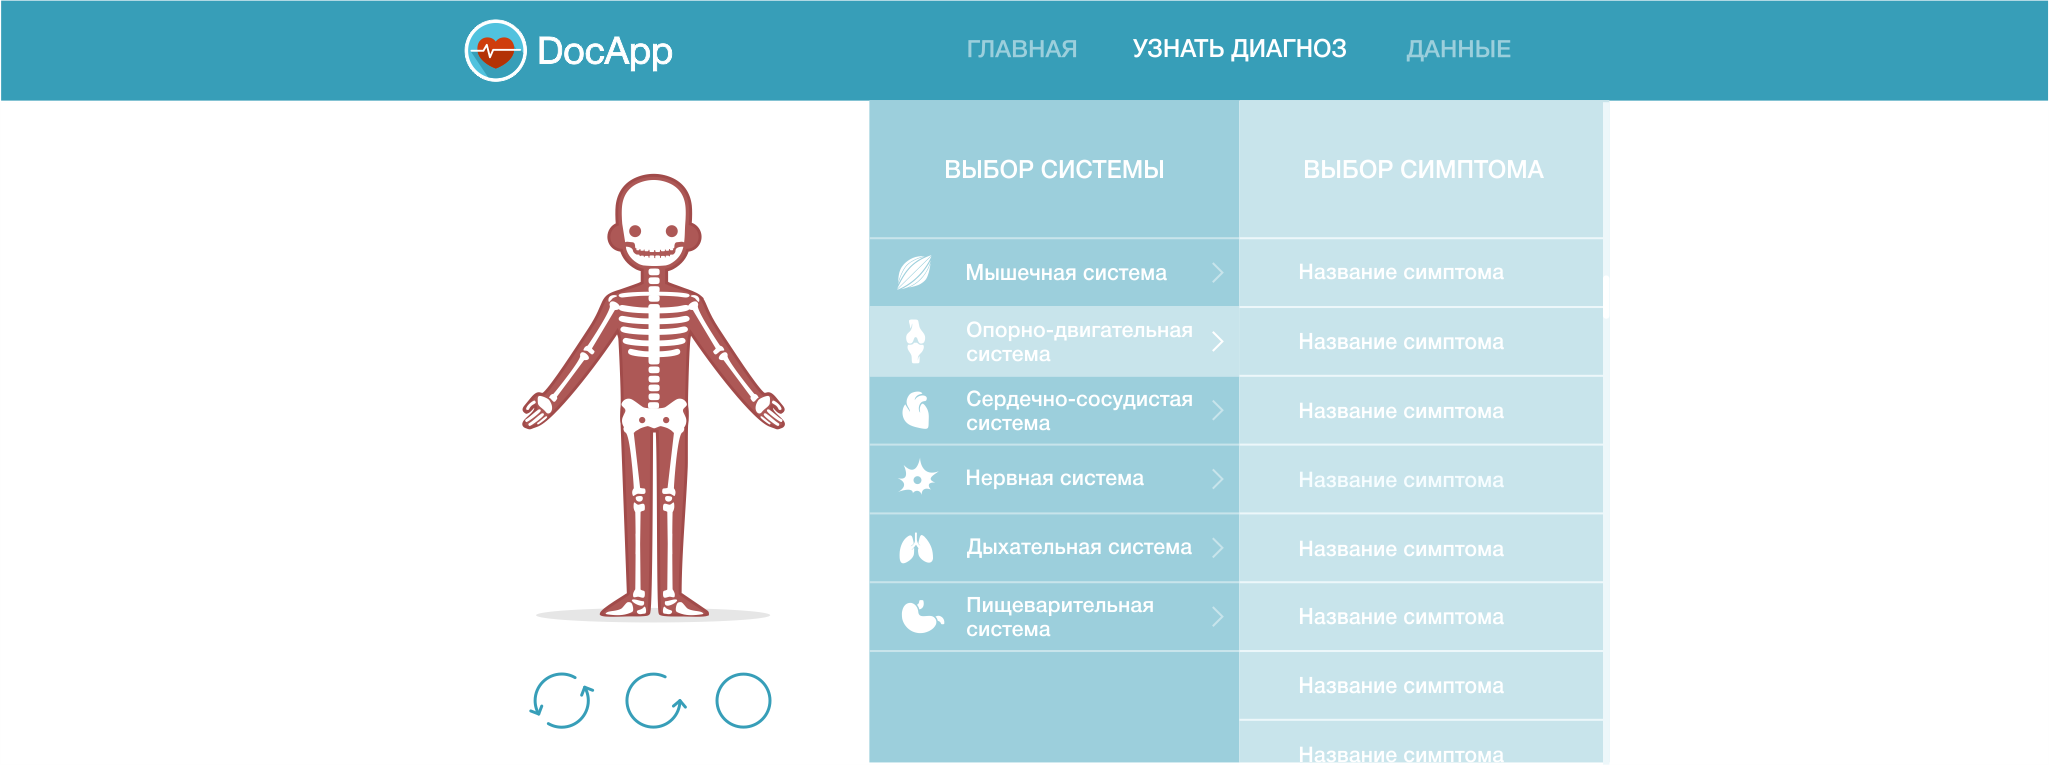 DocApp
ГЛАВНАЯ
УЗНАТЬ ДИАГНОЗ
ДАННЫЕ
ВЫБОР СИСТЕМЫ
Мышечная система
Опорно-двигательная
система
Сердечно-сосудистая
система
Нервная система
Дыхательная система
Пищеварительная
система
ВЫБОР СИМПТОМА
Название симптома
Название симптома
Название симптома
Название симптома
Название симптома
Название симптома
Название симптома
Название симптома